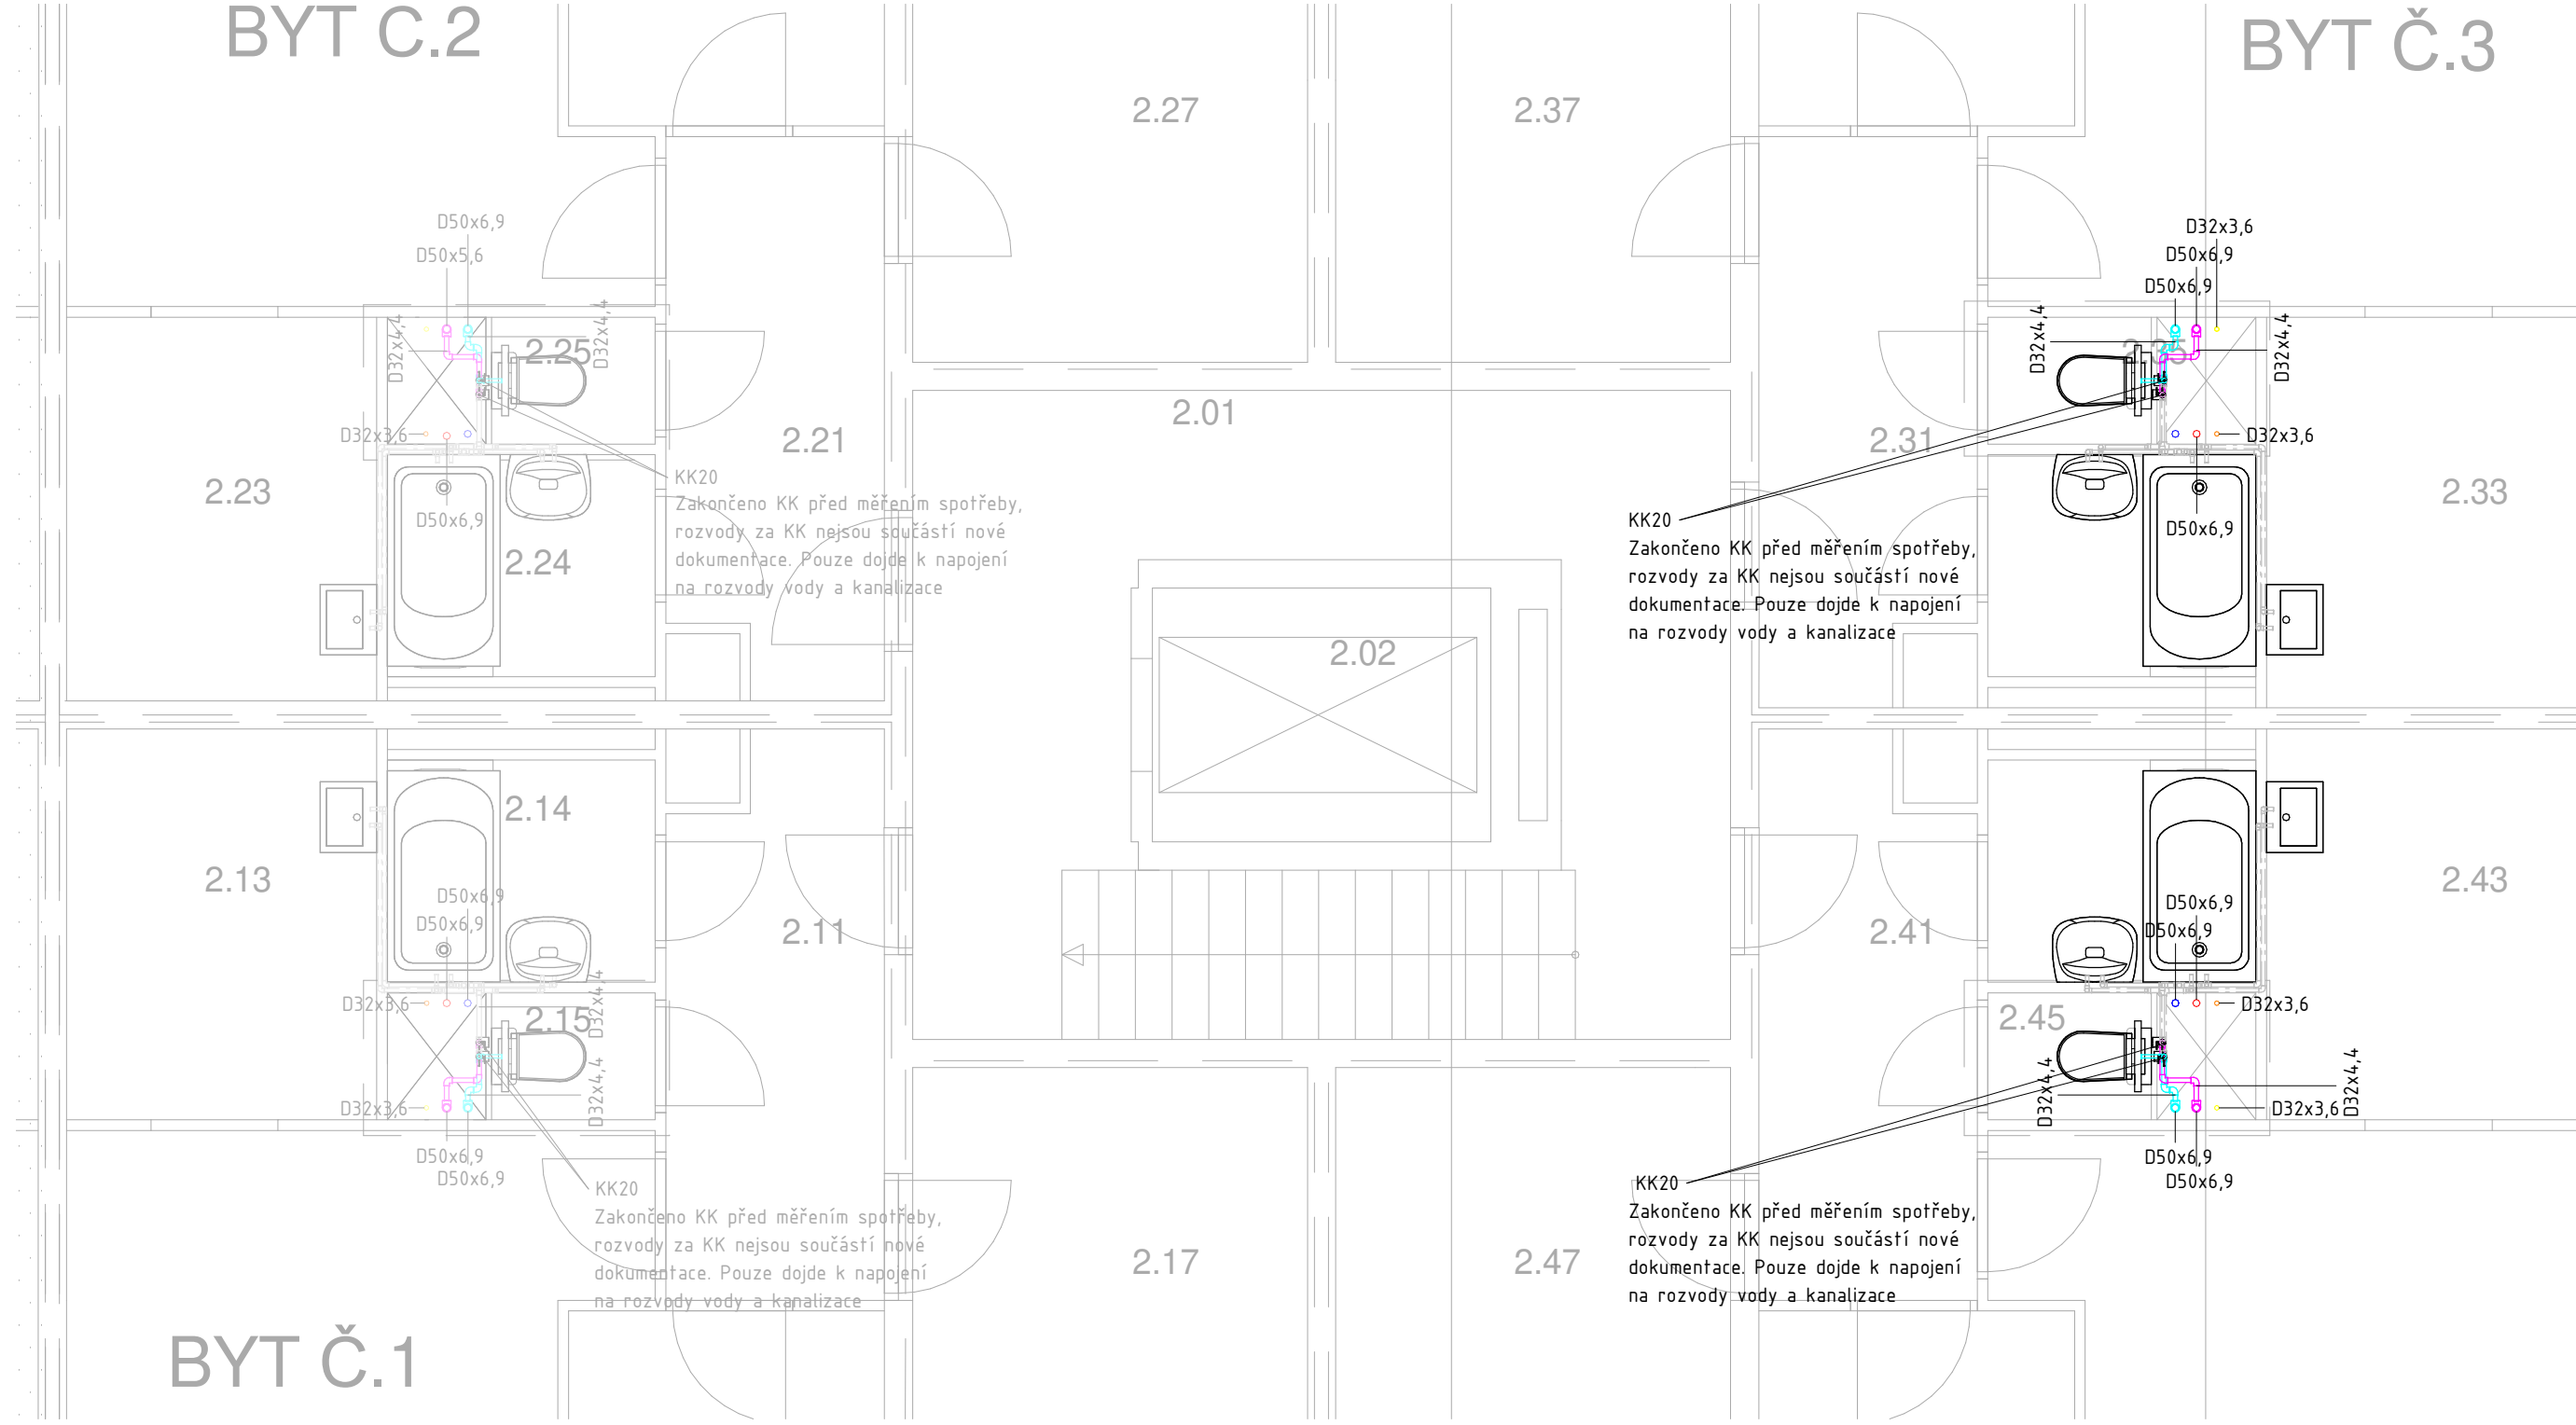 BYT Č.2
BYT Č.3
2.27
2.37
D50x6,9
D50x5,6
D32x4,4
D32x4,4
2.25
D32x3,6
2.21
2.23
D50x6,9
2.24
KK20
Zakončeno KK před měřením spotřeby,
rozvody za KK nejsou součástí nové
dokumentace. Pouze dojde k napojení
na rozvody vody a kanalizace
2.01
2.02
D32x3,6
D50x6,9
D50x6,9
D32x4,4
D32x4,4
2.35
D32x3,6
2.31
2.33
D50x6,9
KK20
Zakončeno KK před měřením spotřeby,
rozvody za KK nejsou součástí nové
dokumentace. Pouze dojde k napojení
na rozvody vody a kanalizace
2.14
2.13
D50x6,9
D50x6,9
2.11
D32x3,6
2.15
D32x4,4
D32x4,4
D32x3,6
D50x6,9
D50x6,9
KK20
Zakončeno KK před měřením spotřeby,
rozvody za KK nejsou součástí nové
dokumentace. Pouze dojde k napojení
na rozvody vody a kanalizace
2.43
D50x6,9
D50x6,9
2.41
2.45
D32x3,6
D32x4,4
D32x4,4
D32x3,6
D50x6,9
D50x6,9
KK20
Zakončeno KK před měřením spotřeby,
rozvody za KK nejsou součástí nové
dokumentace. Pouze dojde k napojení
na rozvody vody a kanalizace
2.17
2.47
BYT Č.1